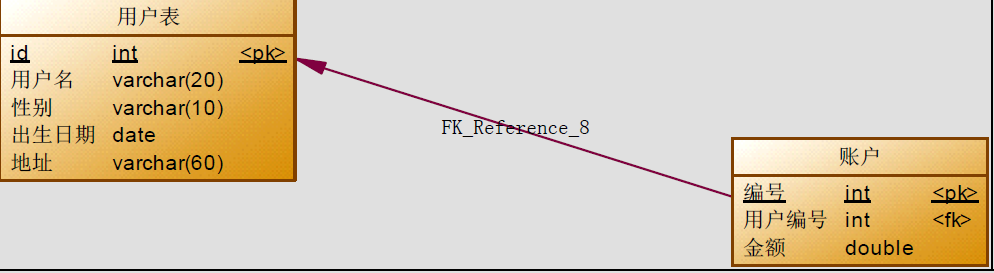 用户表
id int <pk>
用户名 varchar(20)
性别 varchar(10)
出生日期 date
地址 varchar(60)
FK_Reference_8
账户
编号 int <pk>
用户编号 int <fk>
金额 double